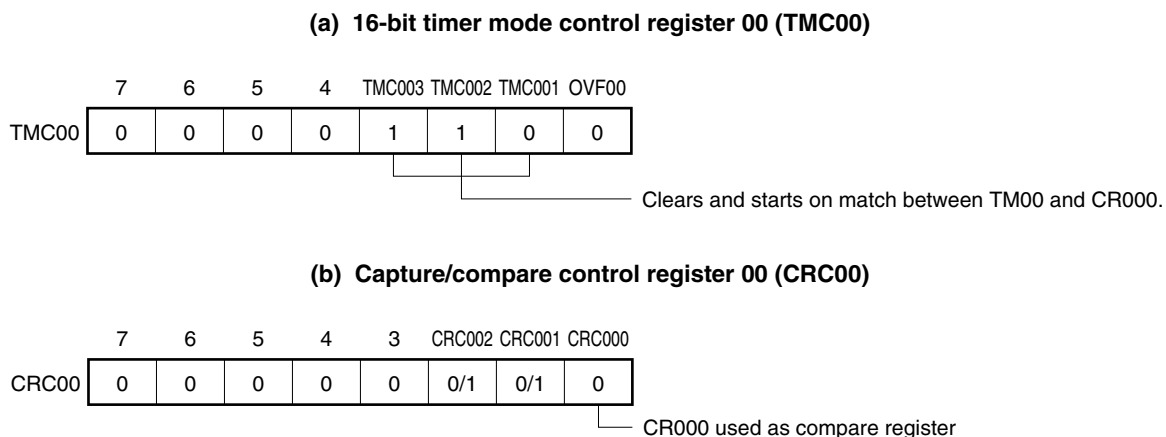 (a) 16-bit timer mode control register 00 (TMC00)
7 6 5 4 TMC003 TMC002 TMC001 OVF00
TMC00 0 0 0 0 1 1 0 0
Clears and starts on match between TM00 and CR000.
(b) Capture/compare control register 00 (CRC00)
7 6 5 4 3 CRC002 CRC001 CRC000
CRC00 0 0 0 0 0 0/1 0/1 0
CR000 used as compare register